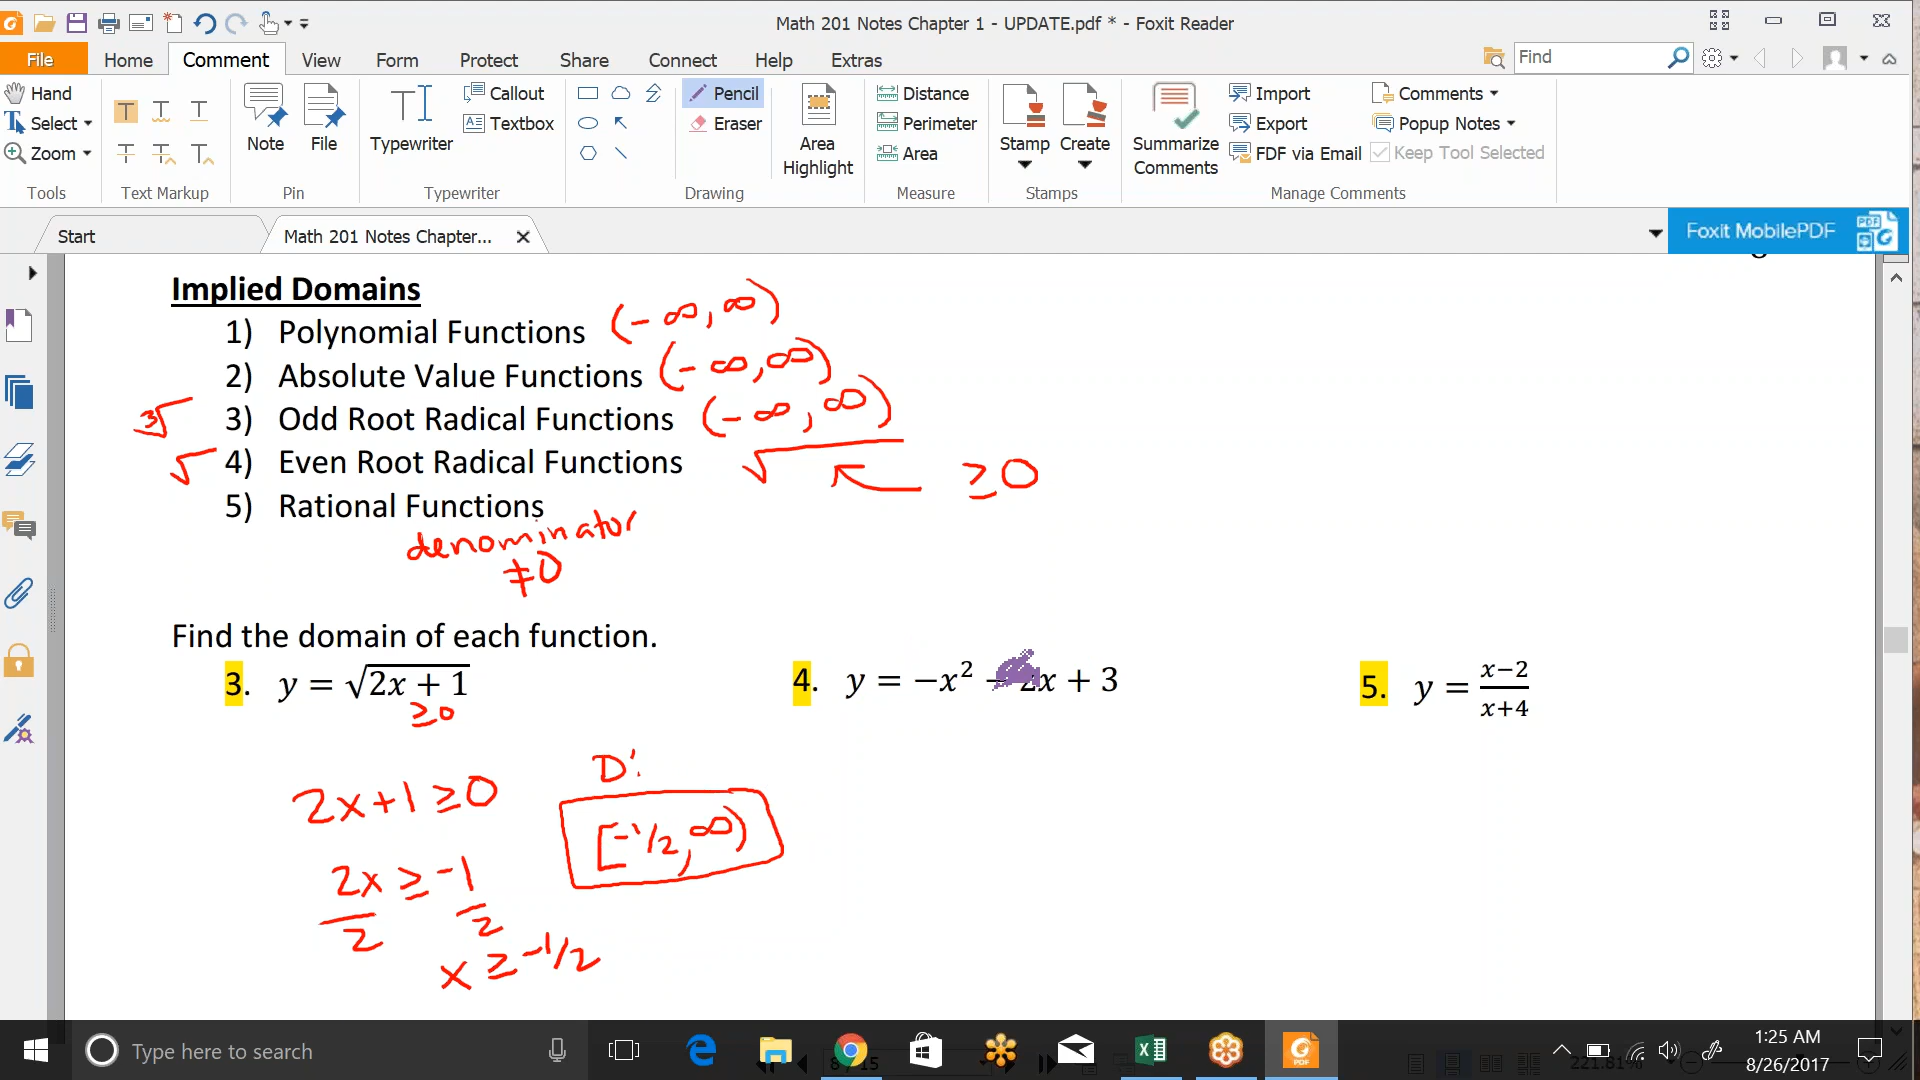 Math 201 Notes Chapter 1 - UPDATE.pdf * - Foxit Reader
File Home Comment View Form Protect Share Connect Help Extras Find
Hand
Select
Zoom
Tools
Text Markup
Note File
Pin
Typewriter
Callout
Textbox
Typewriter
Pencil
Eraser
Area
Highlight
Drawing
Distance
Perimeter
Area
Measure
Stamp Create
Stamps
Summarize
Comments
Import
Export
FDF via Email
Comments
Popup Notes
Keep Tool Selected
Manage Comments
Start Math 201 Notes Chapter... Foxit MobilePDF
Implied Domains
1) Polynomial Functions (-∞,∞)
2) Absolute Value Functions (-∞,∞)
∛ 3) Odd Root Radical Functions (-∞,∞)
√ 4) Even Root Radical Functions √ ≥0
5) Rational Functions
denominator
≠0
Find the domain of each function.
3. y = √2x + 1 4. y = −x² − 2x + 3 5. y = x−2/x+4
≥0
2x+1≥0
2x ≥ -1
2 2
x ≥ -1/2
D:
[-1/2,∞)
Type here to search
8 / 15
221.81%
1:25 AM
8/26/2017